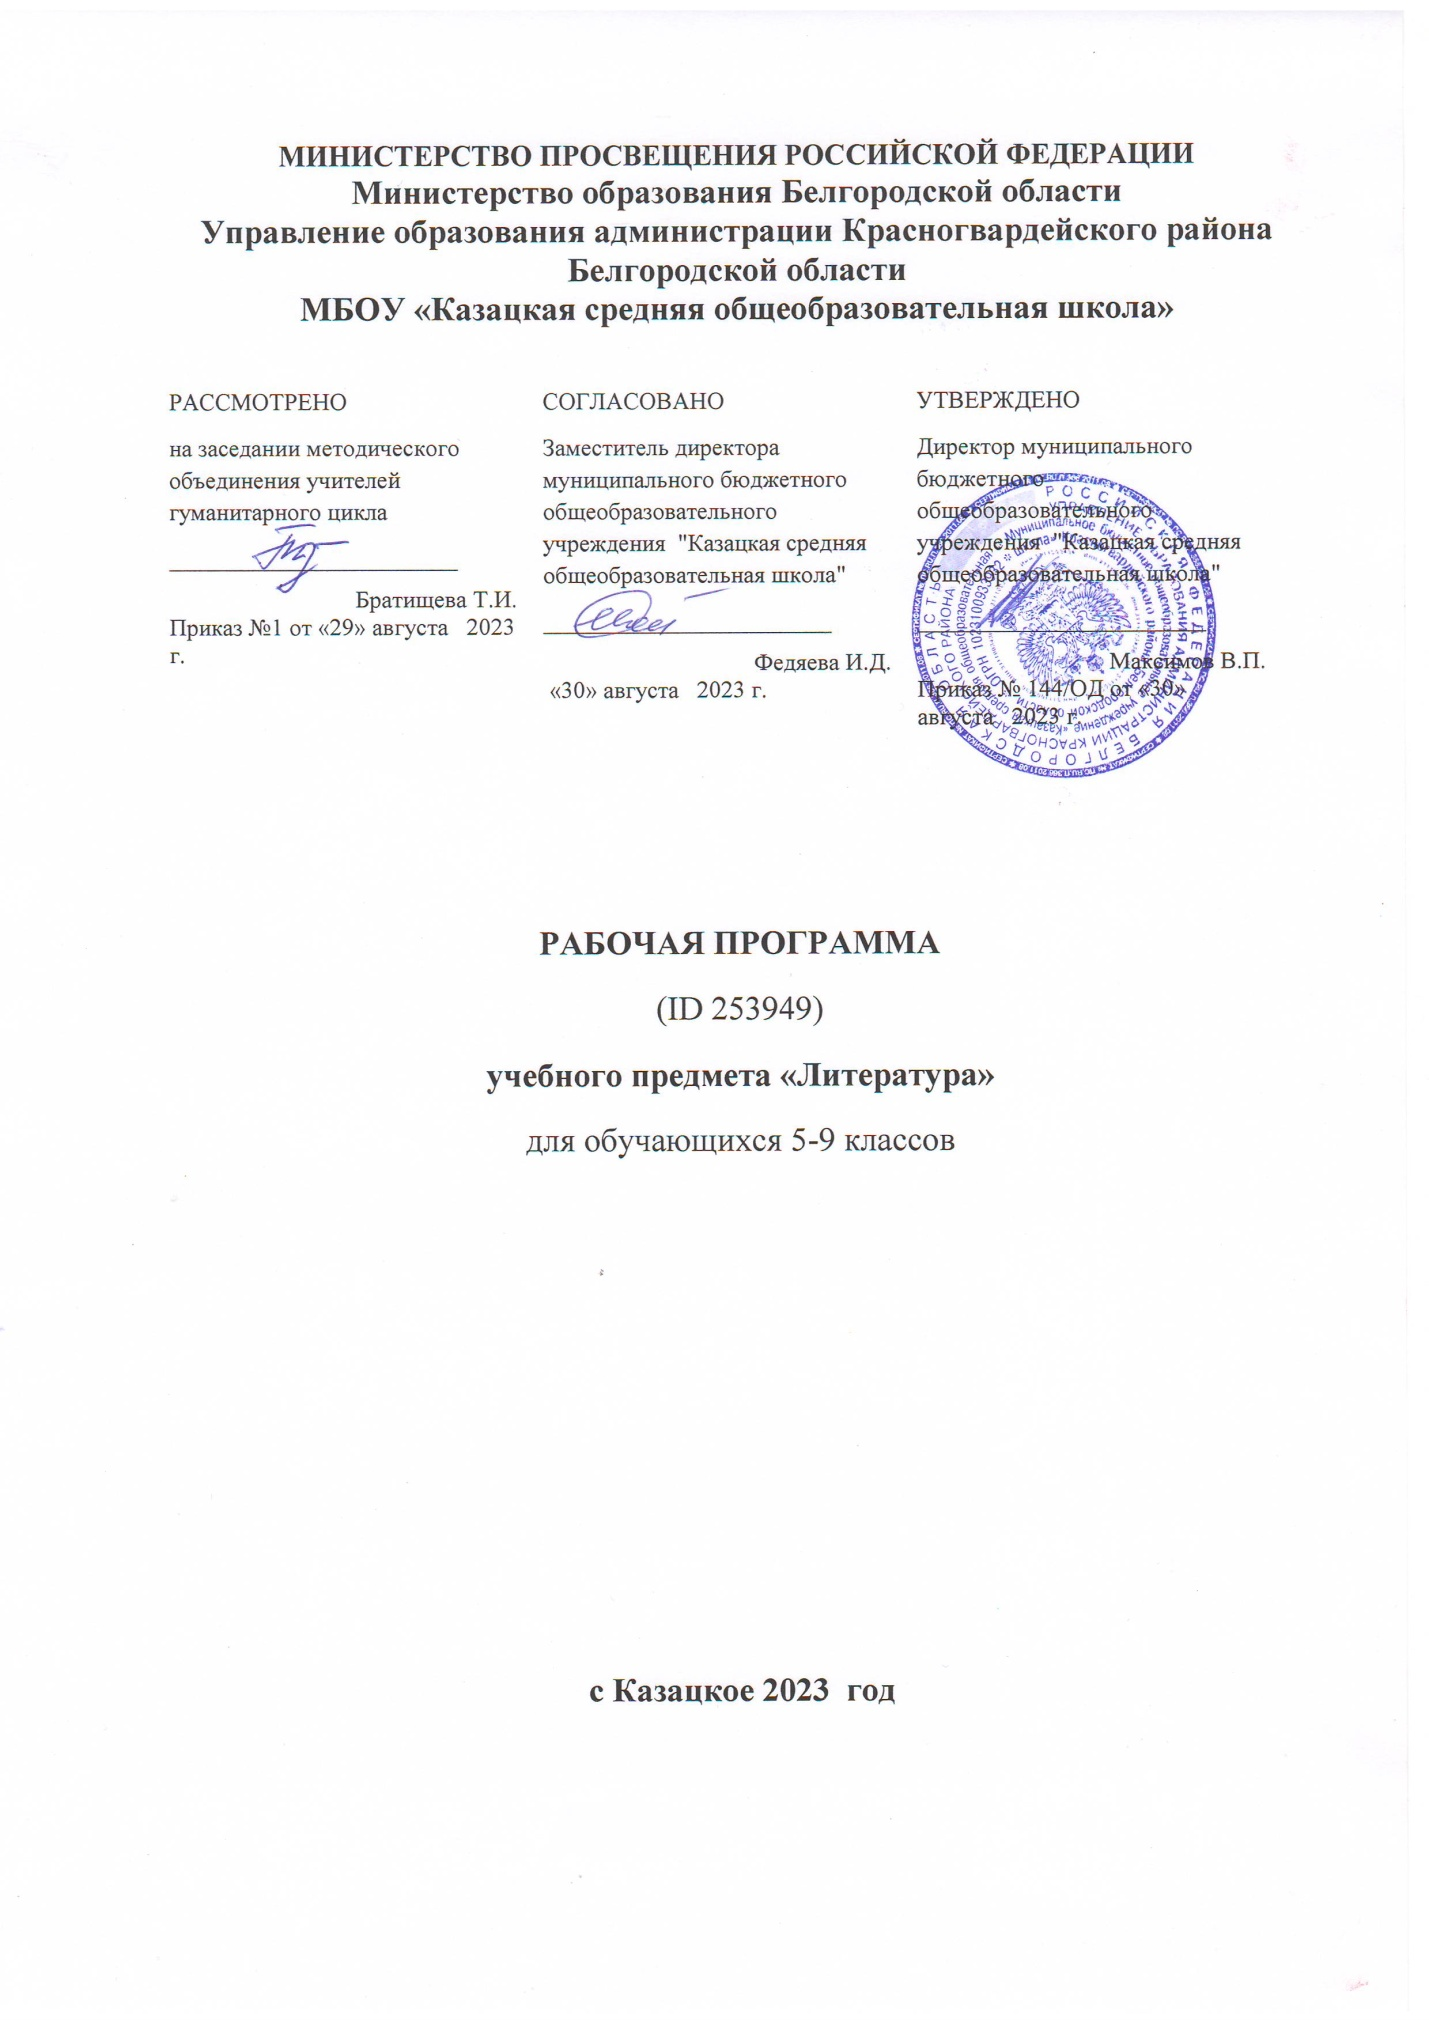 МИНИСТЕРСТВО ПРОСВЕЩЕНИЯ РОССИЙСКОЙ ФЕДЕРАЦИИ
Министерство образования Белгородской области
Управление образования администрации Красногвардейского района
Белгородской области
МБОУ «Казацкая средняя общеобразовательная школа»
РАССМОТРЕНО
на заседании методического
объединения учителей
гуманитарного цикла
Братищева Т.И.
Приказ №1 от «29» августа 2023
г.
СОГЛАСОВАНО
Заместитель директора
муниципального бюджетного
общеобразовательного
учреждения "Казацкая средняя
общеобразовательная школа"
Федяева И.Д.
«30» августа 2023 г.
УТВЕРЖДЕНО
Директор муниципального
бюджетного
общеобразовательного
учреждения "Казацкая средняя
общеобразовательная школа"
Максимов В.П.
Приказ № 144/ОД от «30»
августа 2023 г.
РАБОЧАЯ ПРОГРАММА
(ID 253949)
учебного предмета «Литература»
для обучающихся 5-9 классов
с Казацкое 2023 год